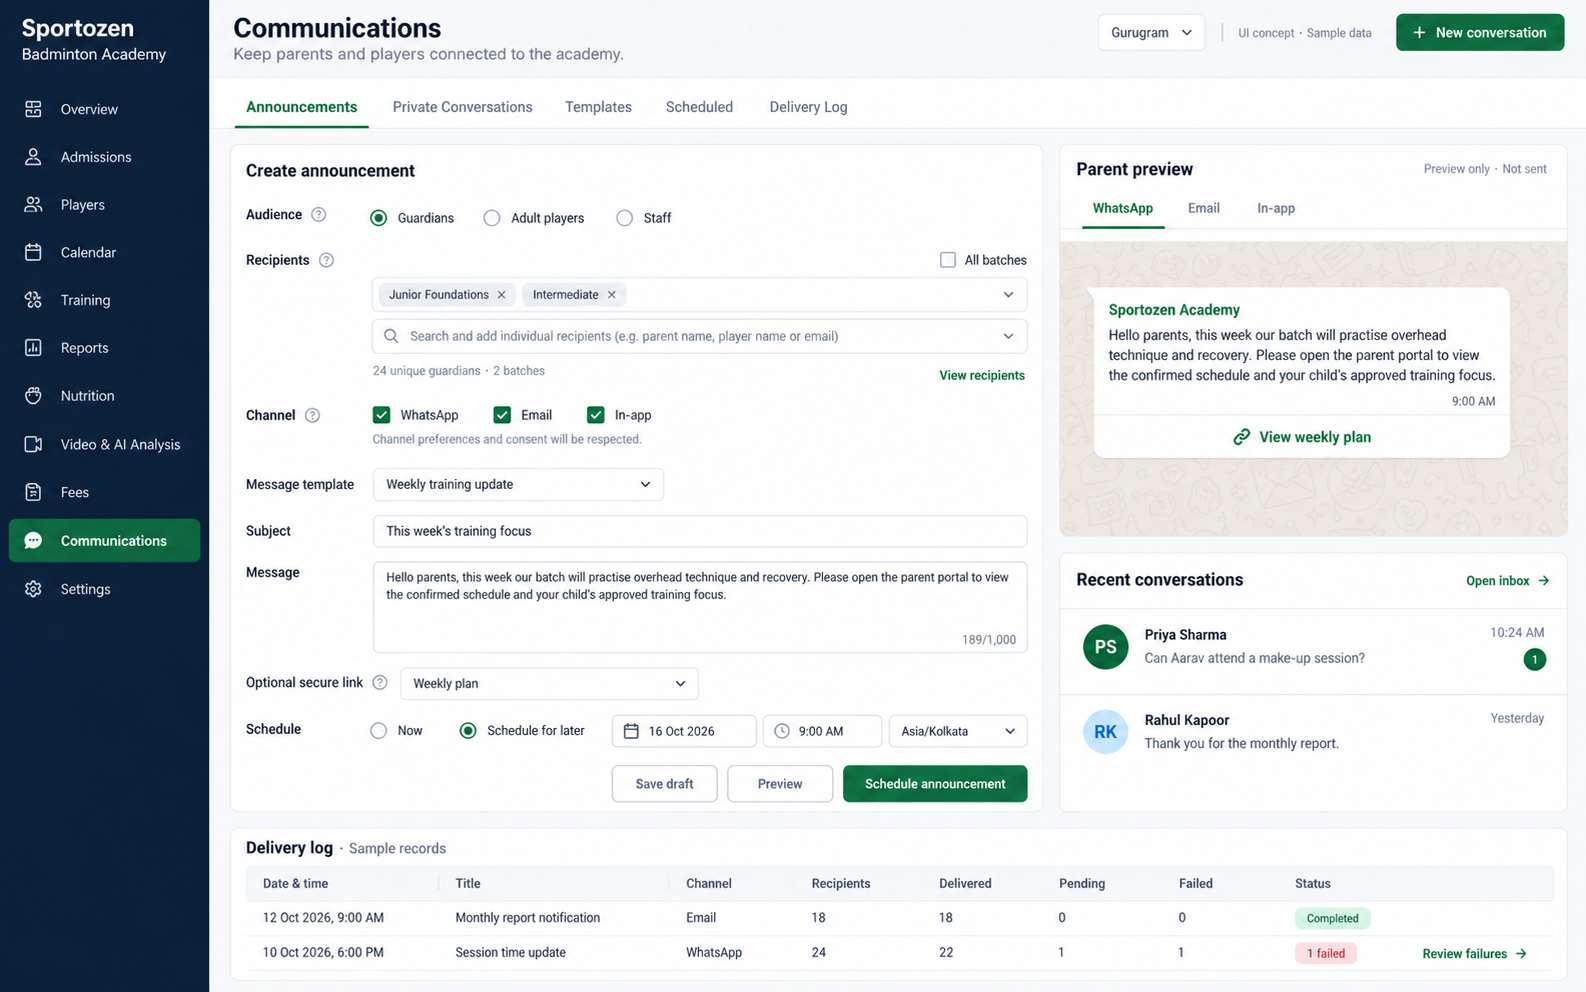 Sportozen
Badminton Academy
Overview
Admissions
Players
Calendar
Training
Reports
Nutrition
Video & AI Analysis
Fees
Communications
Settings
Communications
Keep parents and players connected to the academy.
Gurugram
UI concept · Sample data
+ New conversation
Announcements Private Conversations Templates Scheduled Delivery Log
Create announcement
Audience ? Guardians Adult players Staff
Recipients ? All batches
Junior Foundations × Intermediate ×
Search and add individual recipients (e.g. parent name, player name or email)
24 unique guardians · 2 batches View recipients
Channel ? WhatsApp Email In-app
Channel preferences and consent will be respected.
Message template Weekly training update
Subject This week's training focus
Message
Hello parents, this week our batch will practise overhead technique and recovery. Please open the parent portal to view
the confirmed schedule and your child's approved training focus.
189/1,000
Optional secure link ? Weekly plan
Schedule Now Schedule for later 16 Oct 2026 9:00 AM Asia/Kolkata
Save draft Preview Schedule announcement
Parent preview Preview only · Not sent
WhatsApp Email In-app
Sportozen Academy
Hello parents, this week our batch will practise overhead
technique and recovery. Please open the parent portal to view
the confirmed schedule and your child's approved training focus.
9:00 AM
View weekly plan
Recent conversations Open inbox →
PS Priya Sharma 10:24 AM
Can Aarav attend a make-up session? 1
RK Rahul Kapoor Yesterday
Thank you for the monthly report.
Delivery log · Sample records
Date & time Title Channel Recipients Delivered Pending Failed Status
12 Oct 2026, 9:00 AM Monthly report notification Email 18 18 0 0 Completed
10 Oct 2026, 6:00 PM Session time update WhatsApp 24 22 1 1 1 failed Review failures →